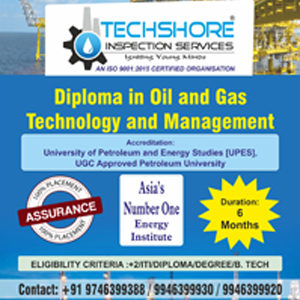 TECHSHORE®
INSPECTION SERVICES
Igniting Young Minds
AN ISO 9001:2015 CERTIFIED ORGANISATION
Diploma in Oil and Gas
Technology and Management
Accreditation:
University of Petroleum and Energy Studies [UPES],
UGC Approved Petroleum University
100% PLACEMENT
ASSURANCE
100% PLACEMENT
Asia's
Number One
Energy
Institute
Duration:
6
Months
ELIGIBILITY CRITERIA :+2/ITI/DIPLOMA/DEGREE/B. TECH
Contact: +91 9746399388 / 9946399930 / 9946399920